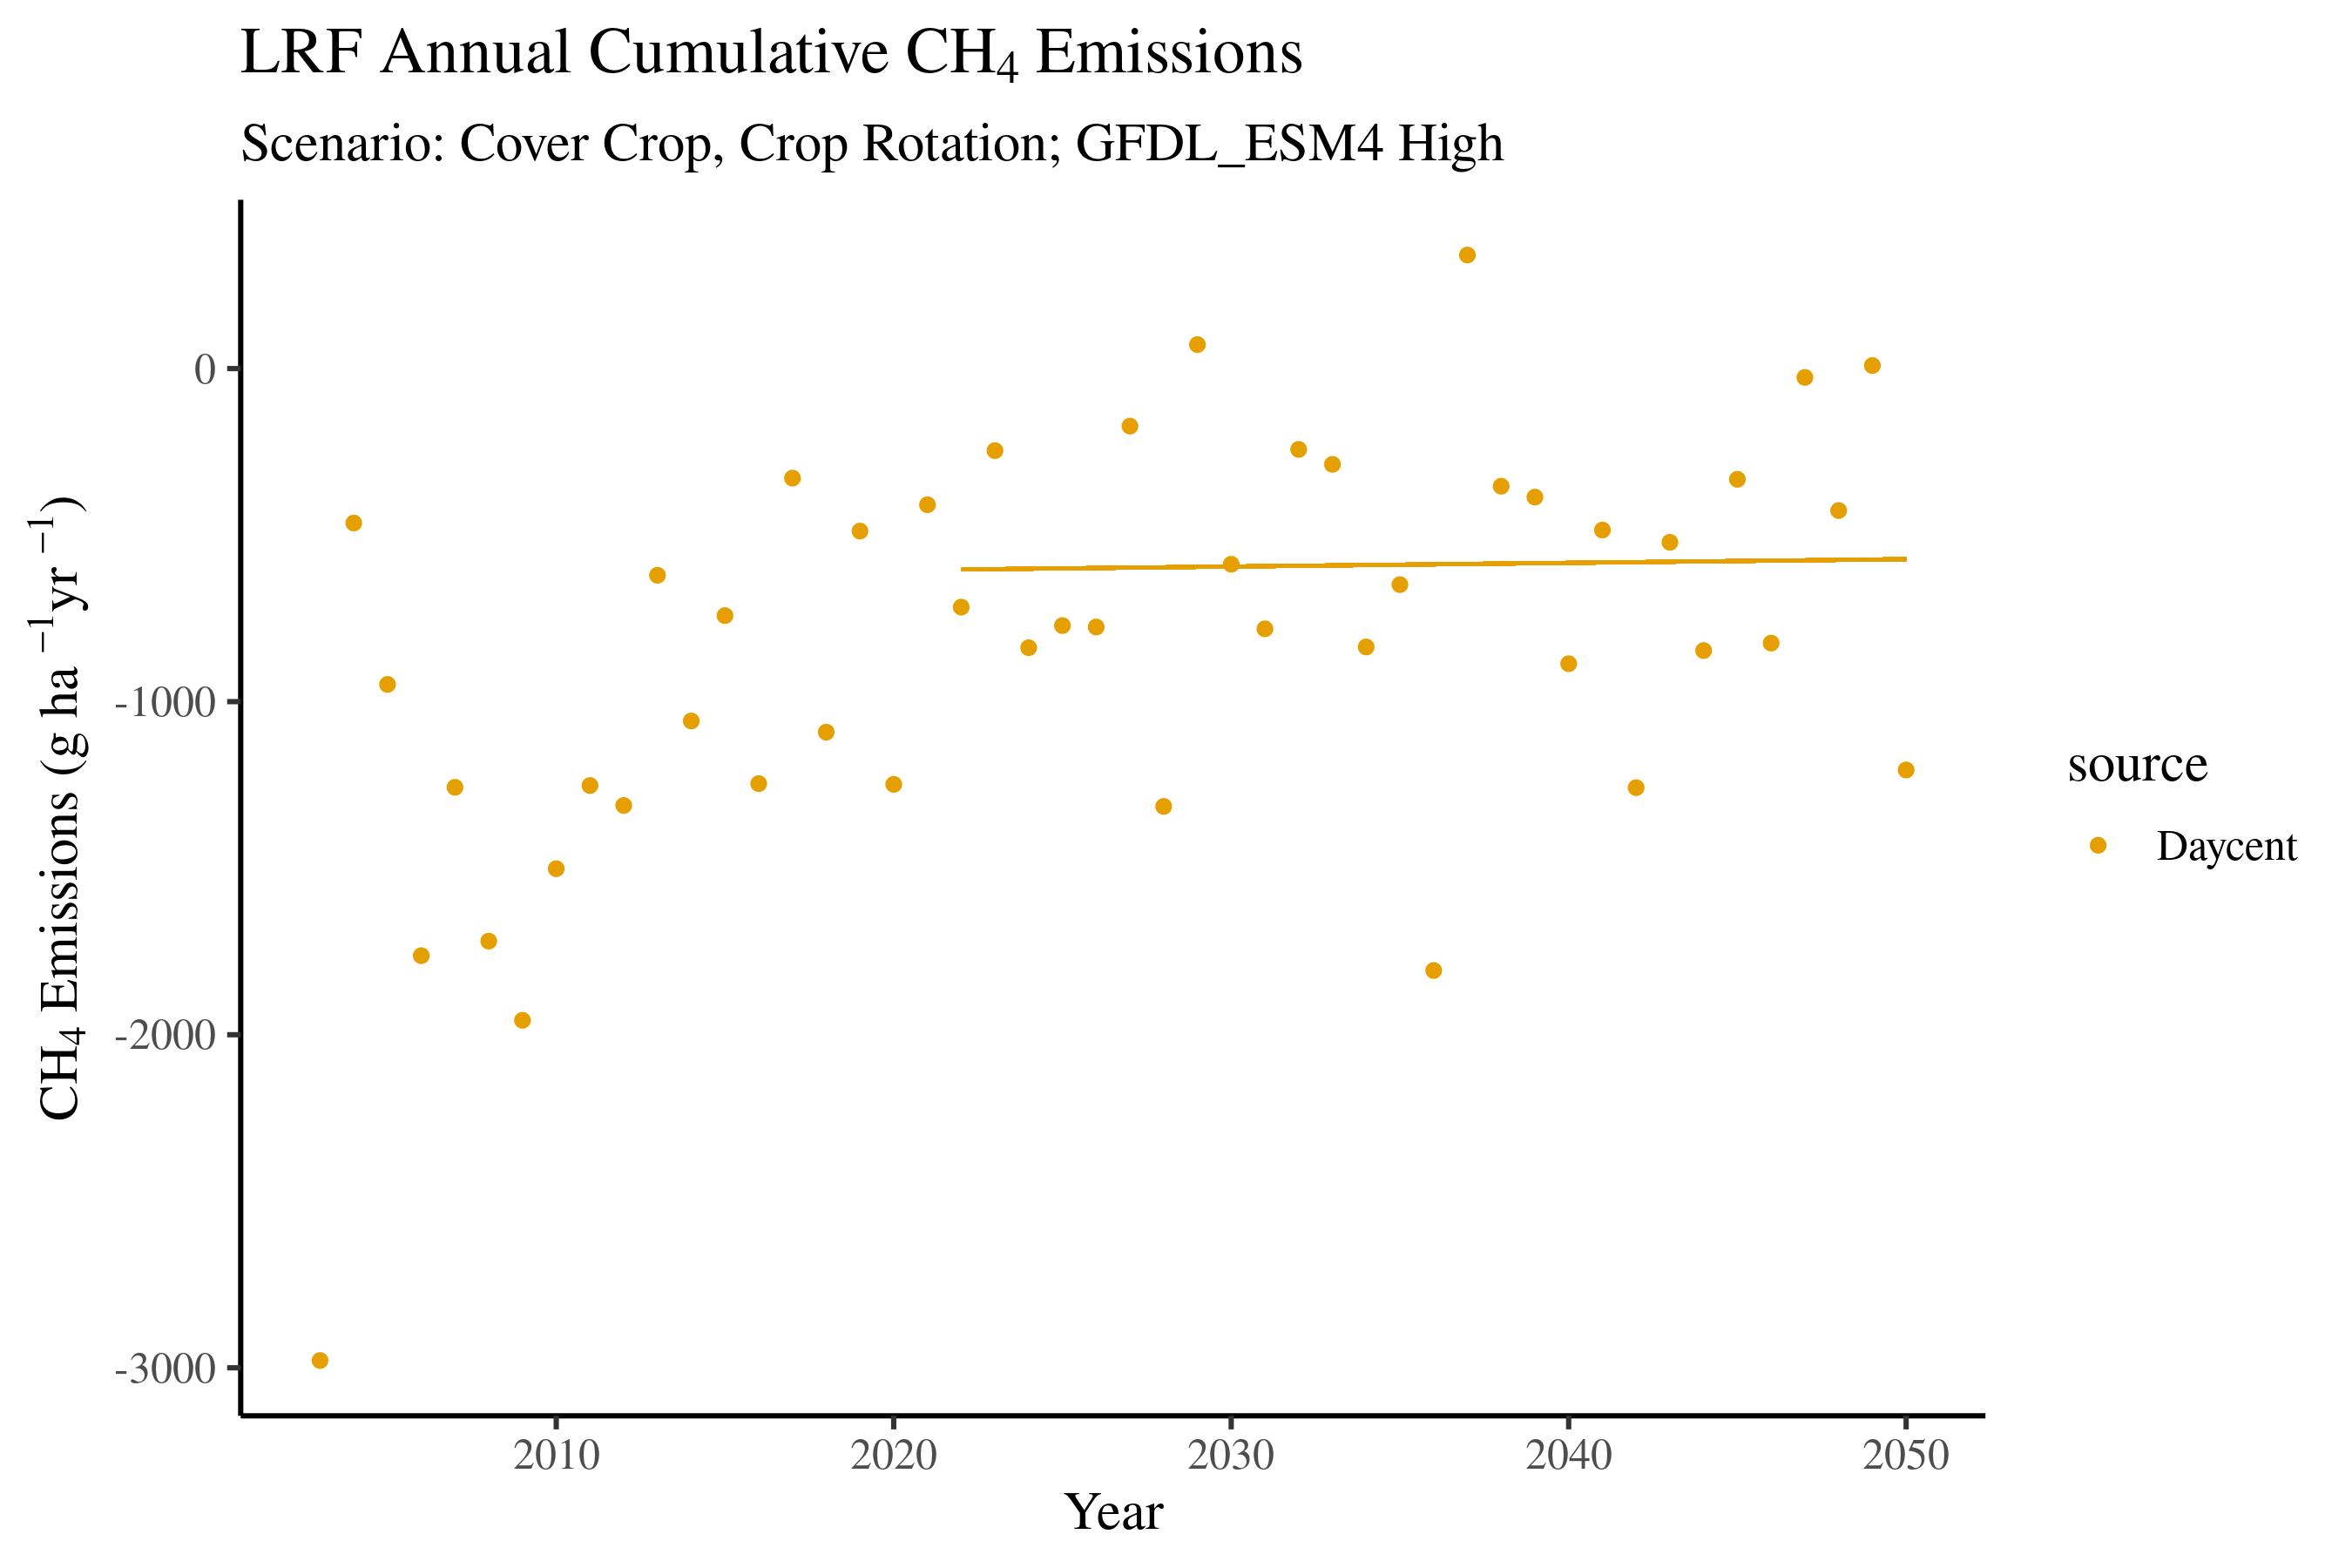 LRF Annual Cumulative CH₄ Emissions
Scenario: Cover Crop, Crop Rotation; GFDL_ESM4 High
CH₄ Emissions (g ha ⁻¹yr ⁻¹)
0
-1000
-2000
-3000
2010 2020 2030 2040 2050
Year
source
Daycent